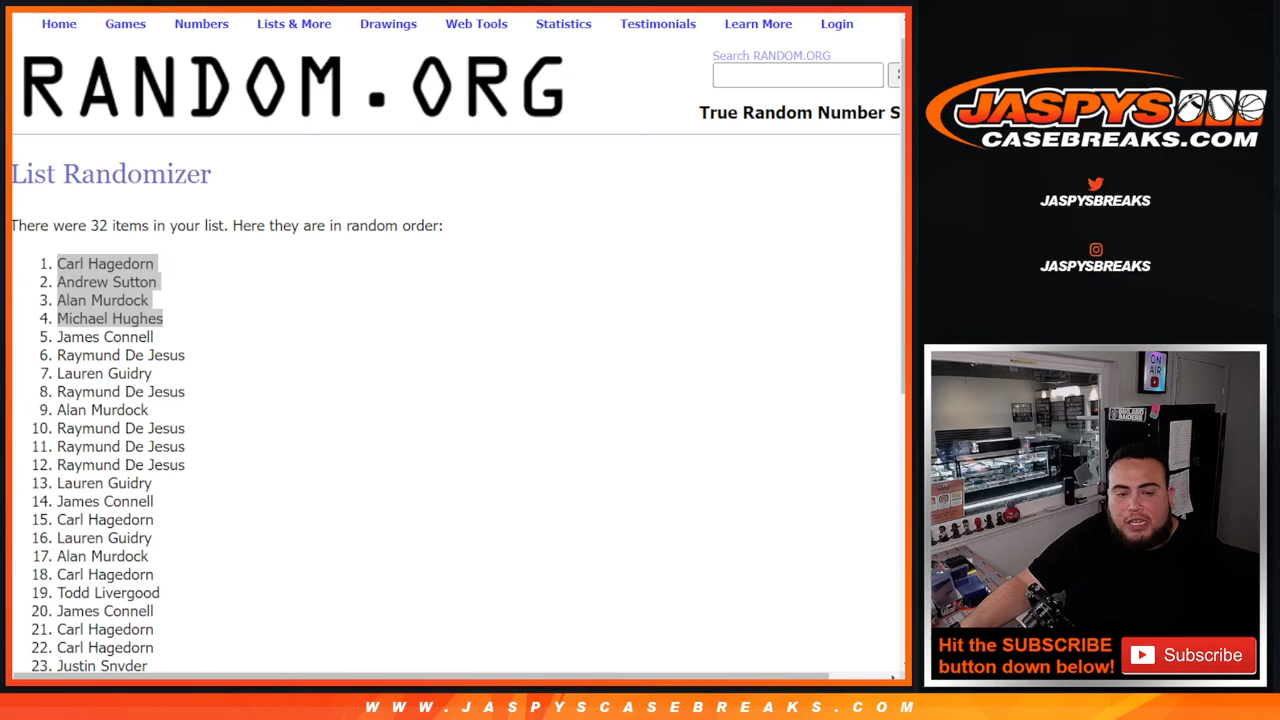 Home Games Numbers Lists & More Drawings Web Tools Statistics Testimonials Learn More Login
RANDOM.ORG
Search RANDOM.ORG
True Random Number S
List Randomizer
There were 32 items in your list. Here they are in random order:
1. Carl Hagedorn
2. Andrew Sutton
3. Alan Murdock
4. Michael Hughes
5. James Connell
6. Raymund De Jesus
7. Lauren Guidry
8. Raymund De Jesus
9. Alan Murdock
10. Raymund De Jesus
11. Raymund De Jesus
12. Raymund De Jesus
13. Lauren Guidry
14. James Connell
15. Carl Hagedorn
16. Lauren Guidry
17. Alan Murdock
18. Carl Hagedorn
19. Todd Livergood
20. James Connell
21. Carl Hagedorn
22. Carl Hagedorn
23. Justin Snyder
JASPYS
CASEBREAKS.COM
JASPYSBREAKS
JASPYSBREAKS
ON
AIR
Hit the SUBSCRIBE
button down below!
Subscribe
WWW.JASPYSCASEBREAKS.COM